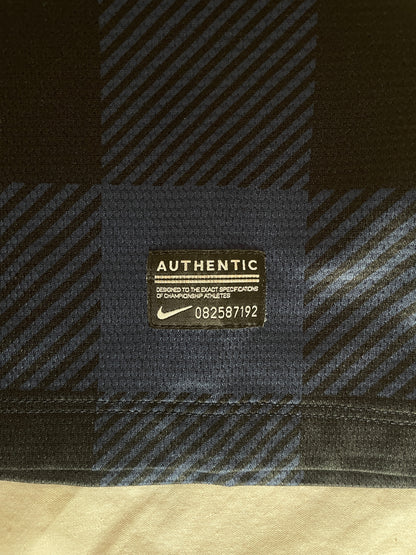 AUTHENTIC
DESIGNED TO THE EXACT SPECIFICATIONS
OF CHAMPIONSHIP ATHLETES
082587192